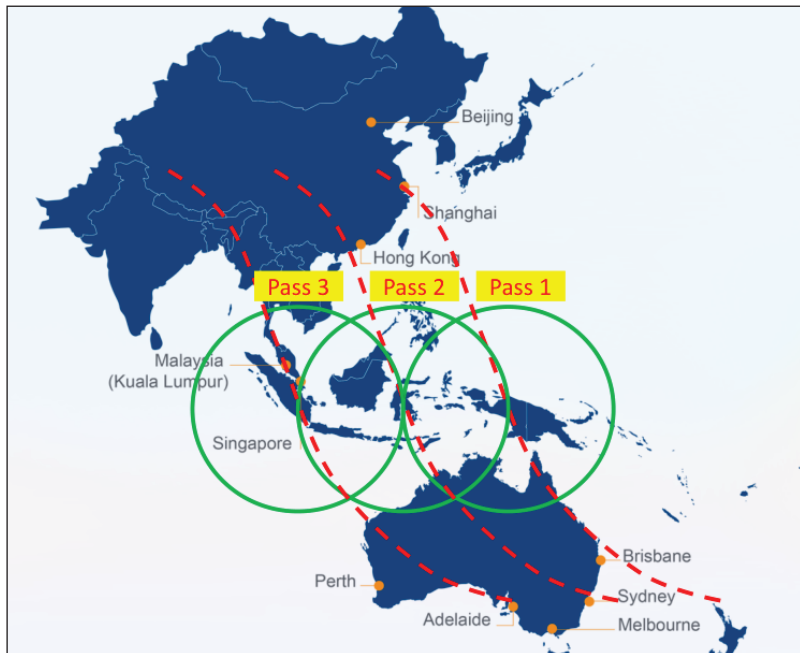 Beijing
Shanghai
Hong Kong
Pass 3
Pass 2
Pass 1
Malaysia
(Kuala Lumpur)
Singapore
Brisbane
Perth
Sydney
Adelaide
Melbourne